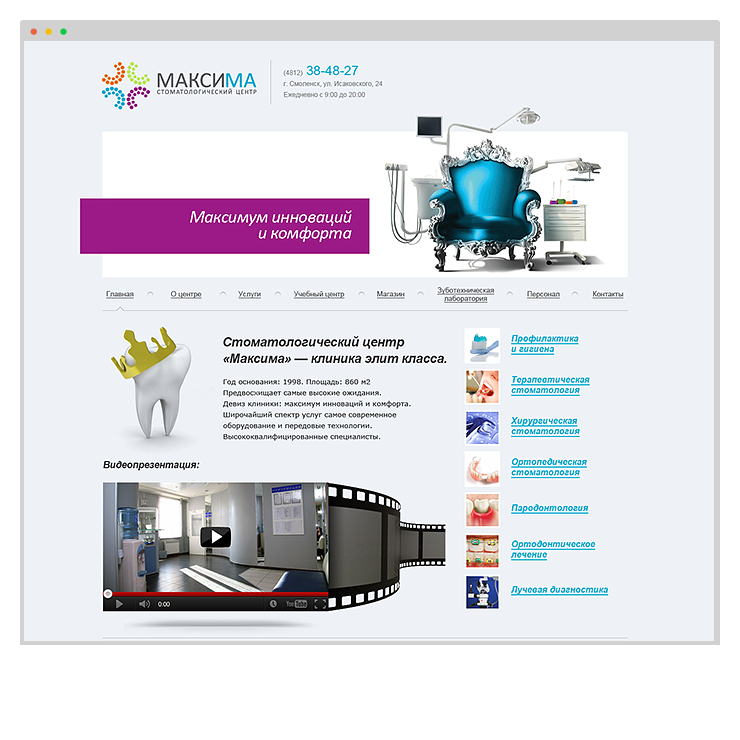 МАКСИМА
СТОМАТОЛОГИЧЕСКИЙ ЦЕНТР
(4812) 38-48-27
г. Смоленск, ул. Исаковского, 24
Ежедневно с 9:00 до 20:00
Максимум инноваций
и комфорта
Главная
О центре
Услуги
Учебный центр
Магазин
Зуботехническая
лаборатория
Персонал
Контакты
Стоматологический центр
«Максима» — клиника элит класса.
Год основания: 1998. Площадь: 860 м2
Предвосхищает самые высокие ожидания.
Девиз клиники: максимум инноваций и комфорта.
Широчайший спектр услуг самое современное
оборудование и передовые технологии.
Высококвалифицированные специалисты.
Видеопрезентация:
0:00
YouTube
Профилактика
и гигиена
Терапевтическая
стоматология
Хирургическая
стоматология
Ортопедическая
стоматология
Пародонтология
Ортодонтическое
лечение
Лучевая диагностика